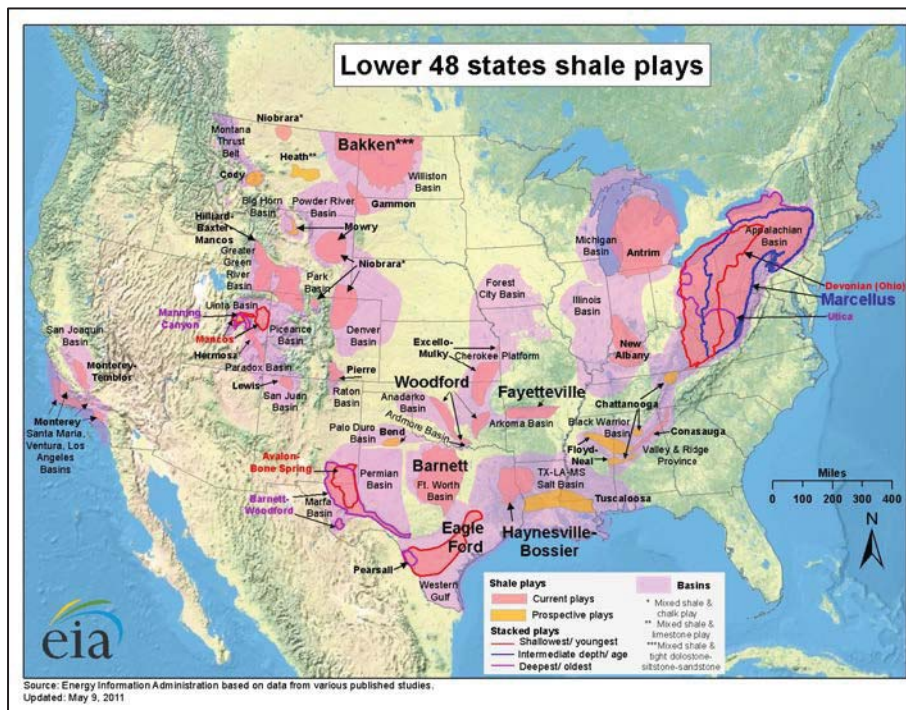 Lower 48 states shale plays
Niobrara*
Montana
Thrust
Belt
Bakken***
Heath**
Cody
Williston
Basin
Big Horn
Basin
Powder River
Basin
Gammon
Hilliard-
Baxter-
Mancos
Mowry
Greater
Green
River
Basin
Park
Basin
Niobrara*
Michigan
Basin
Antrim
Appalachian
Basin
Devonian (Ohio)
Marcellus
Utica
Forest
City Basin
Illinois
Basin
Uinta Basin
Manning
Canyon
Mancos
Piceance
Basin
Denver
Basin
San Joaquin
Basin
Hermosa
Paradox Basin
Excello-
Mulky
Cherokee Platform
New
Albany
Monterey-
Temblor
Pierre
Lewis
San Juan
Basin
Raton
Basin
Woodford
Anadarko
Basin
Fayetteville
Chattanooga
Monterey
Santa Maria,
Ventura, Los
Angeles
Basins
Ardmore Basin
Arkoma Basin
Black Warrior
Basin
Conasauga
Palo Duro
Basin
Bend
Floyd-
Neal
Valley & Ridge
Province
Avalon-
Bone Spring
Permian
Basin
Barnett
Ft. Worth
Basin
TX-LA-MS
Salt Basin
Tuscaloosa
Barnett-
Woodford
Marfa
Basin
Haynesville-
Bossier
Eagle
Ford
Pearsall
Western
Gulf
Miles
0 100 200 300 400
N
Shale plays
Current plays
Prospective plays
Stacked plays
Shallowest/ youngest
Intermediate depth/ age
Deepest/ oldest
Basins
* Mixed shale &
chalk play
** Mixed shale &
limestone play
***Mixed shale &
tight dolostone-
siltstone-sandstone
eia
Source: Energy Information Administration based on data from various published studies.
Updated: May 9, 2011